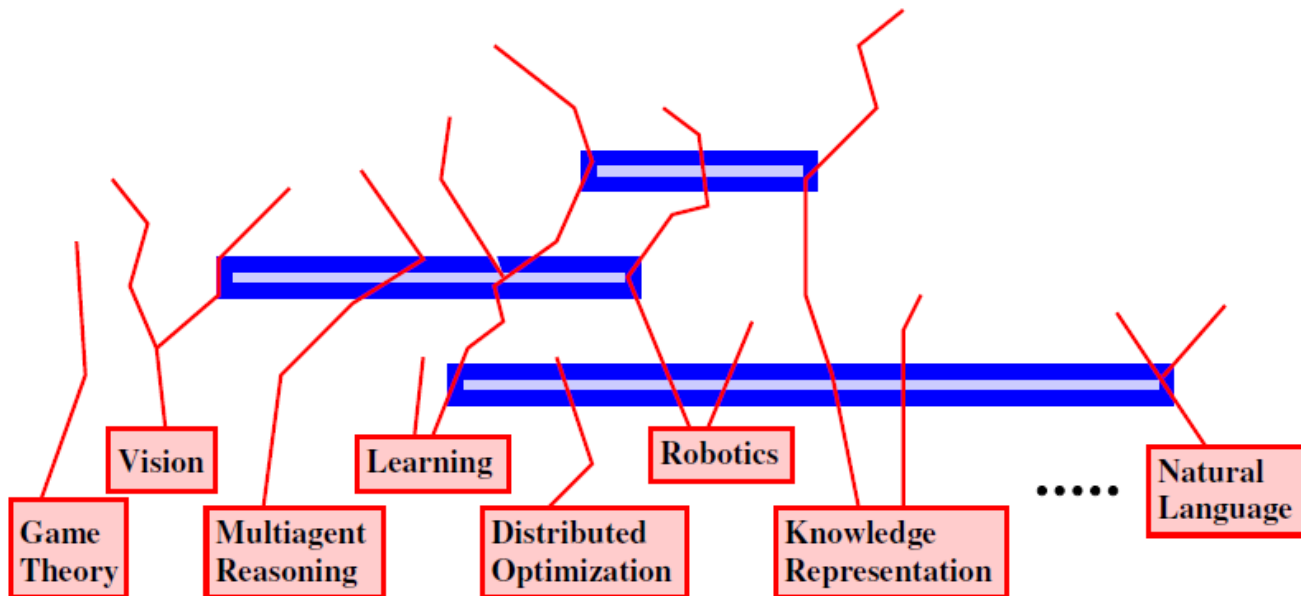 Vision
Learning
Robotics
Natural
Language
Game
Theory
Multiagent
Reasoning
Distributed
Optimization
Knowledge
Representation